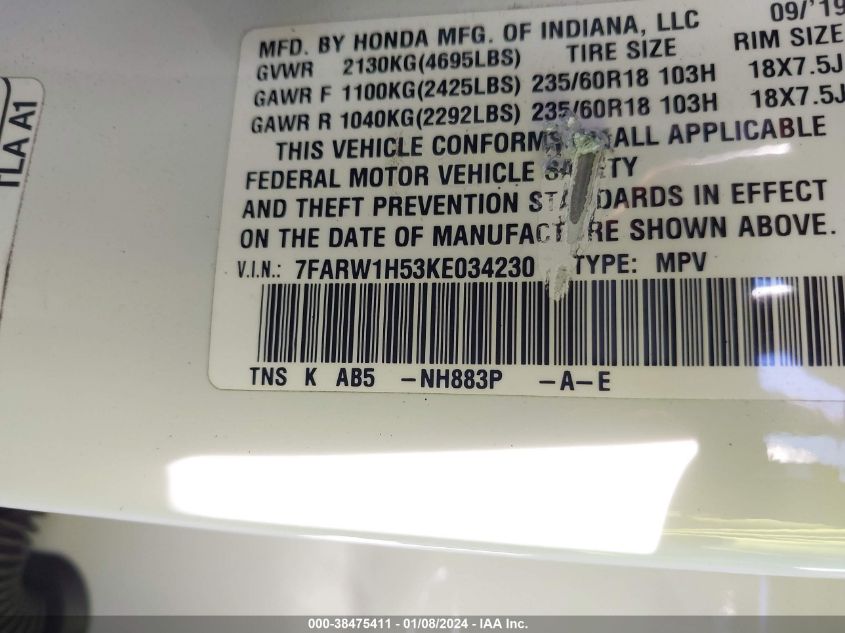 MFD. BY HONDA MFG. OF INDIANA, LLC 09/'19
GVWR 2130KG(4695LBS) TIRE SIZE RIM SIZE
GAWR F 1100KG(2425LBS) 235/60R18 103H 18X7.5J
GAWR R 1040KG(2292LBS) 235/60R18 103H 18X7.5J
THIS VEHICLE CONFORMS ALL APPLICABLE
FEDERAL MOTOR VEHICLE SAFETY
AND THEFT PREVENTION STANDARDS IN EFFECT
ON THE DATE OF MANUFACTURE SHOWN ABOVE.
V.I.N.: 7FARW1H53KE034230 TYPE: MPV
TNS K AB5 -NH883P -A-E
TLA A1
000-38475411 - 01/08/2024 - IAA Inc.